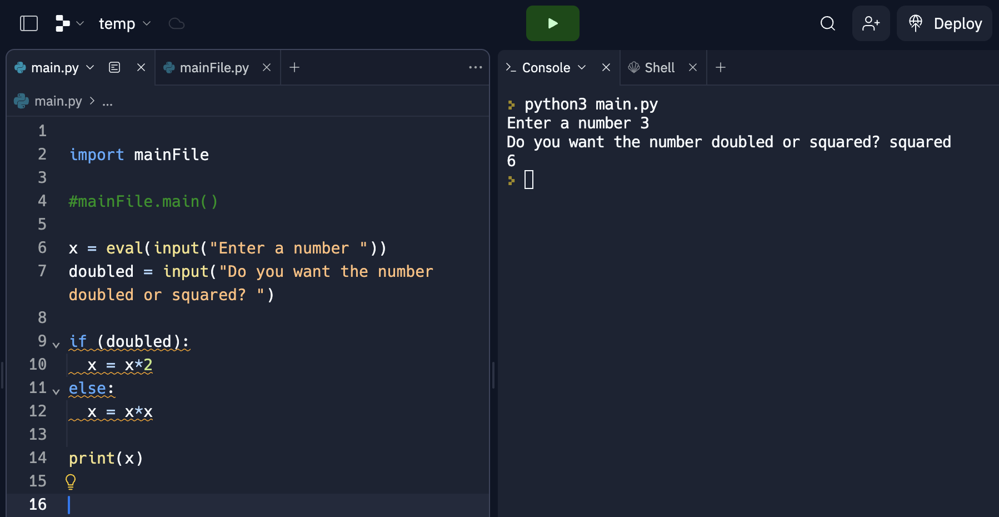 temp
Deploy
main.py
mainFile.py
Console
Shell
main.py > ...
1
2 import mainFile
3
4 #mainFile.main()
5
6 x = eval(input("Enter a number "))
7 doubled = input("Do you want the number
doubled or squared? ")
8
9 if (doubled):
10 x = x*2
11 else:
12 x = x*x
13
14 print(x)
15
16
python3 main.py
Enter a number 3
Do you want the number doubled or squared? squared
6